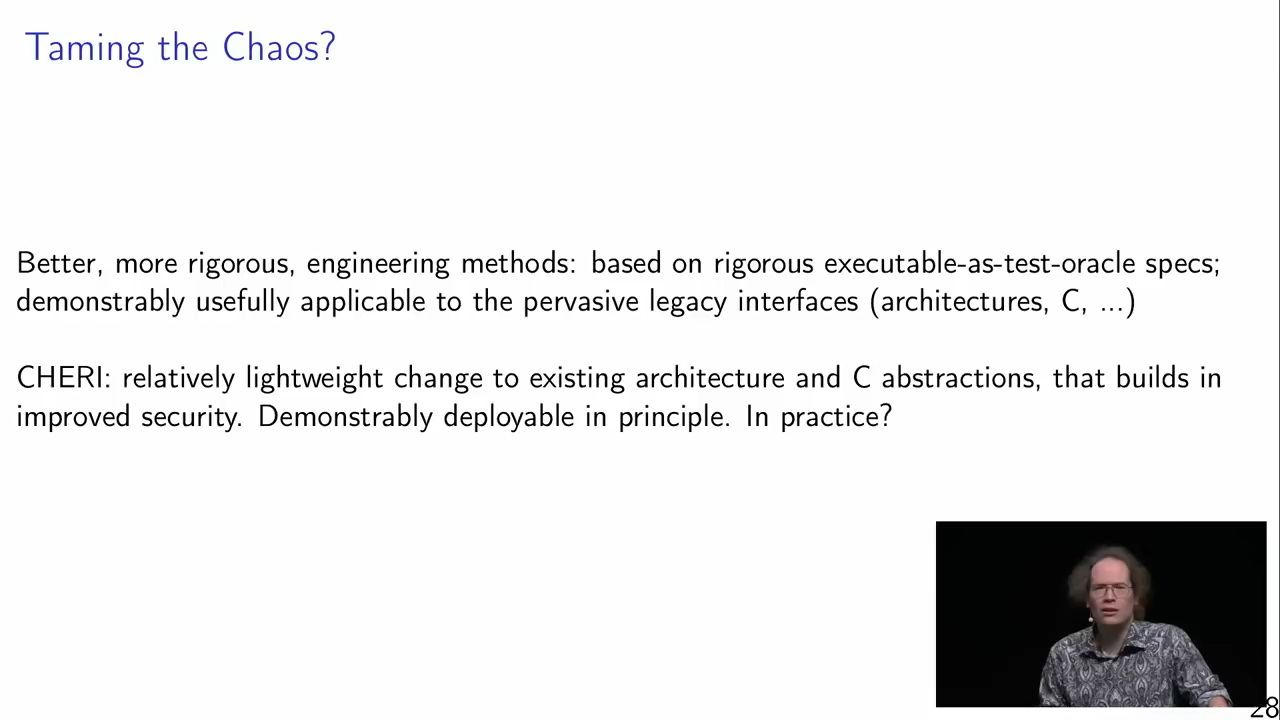 Taming the Chaos?
Better, more rigorous, engineering methods: based on rigorous executable-as-test-oracle specs;
demonstrably usefully applicable to the pervasive legacy interfaces (architectures, C, ...)
CHERI: relatively lightweight change to existing architecture and C abstractions, that builds in
improved security. Demonstrably deployable in principle. In practice?
28